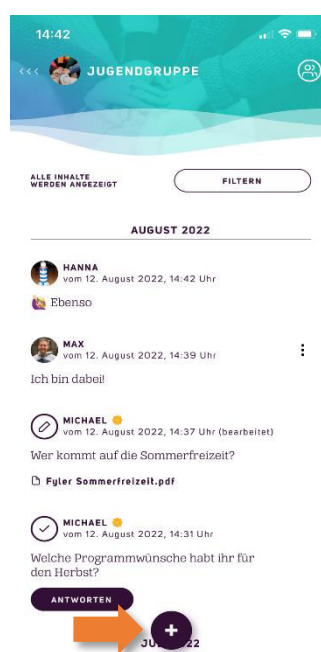 14:42
<<< JUGENDGRUPPE
ALLE INHALTE
WERDEN ANGEZEIGT
FILTERN
AUGUST 2022
HANNA
vom 12. August 2022, 14:42 Uhr
Ebenso
MAX
vom 12. August 2022, 14:39 Uhr
Ich bin dabei!
MICHAEL
vom 12. August 2022, 14:37 Uhr (bearbeitet)
Wer kommt auf die Sommerfreizeit?
Fyler Sommerfreizeit.pdf
MICHAEL
vom 12. August 2022, 14:31 Uhr
Welche Programmwünsche habt ihr für
den Herbst?
ANTWORTEN
+